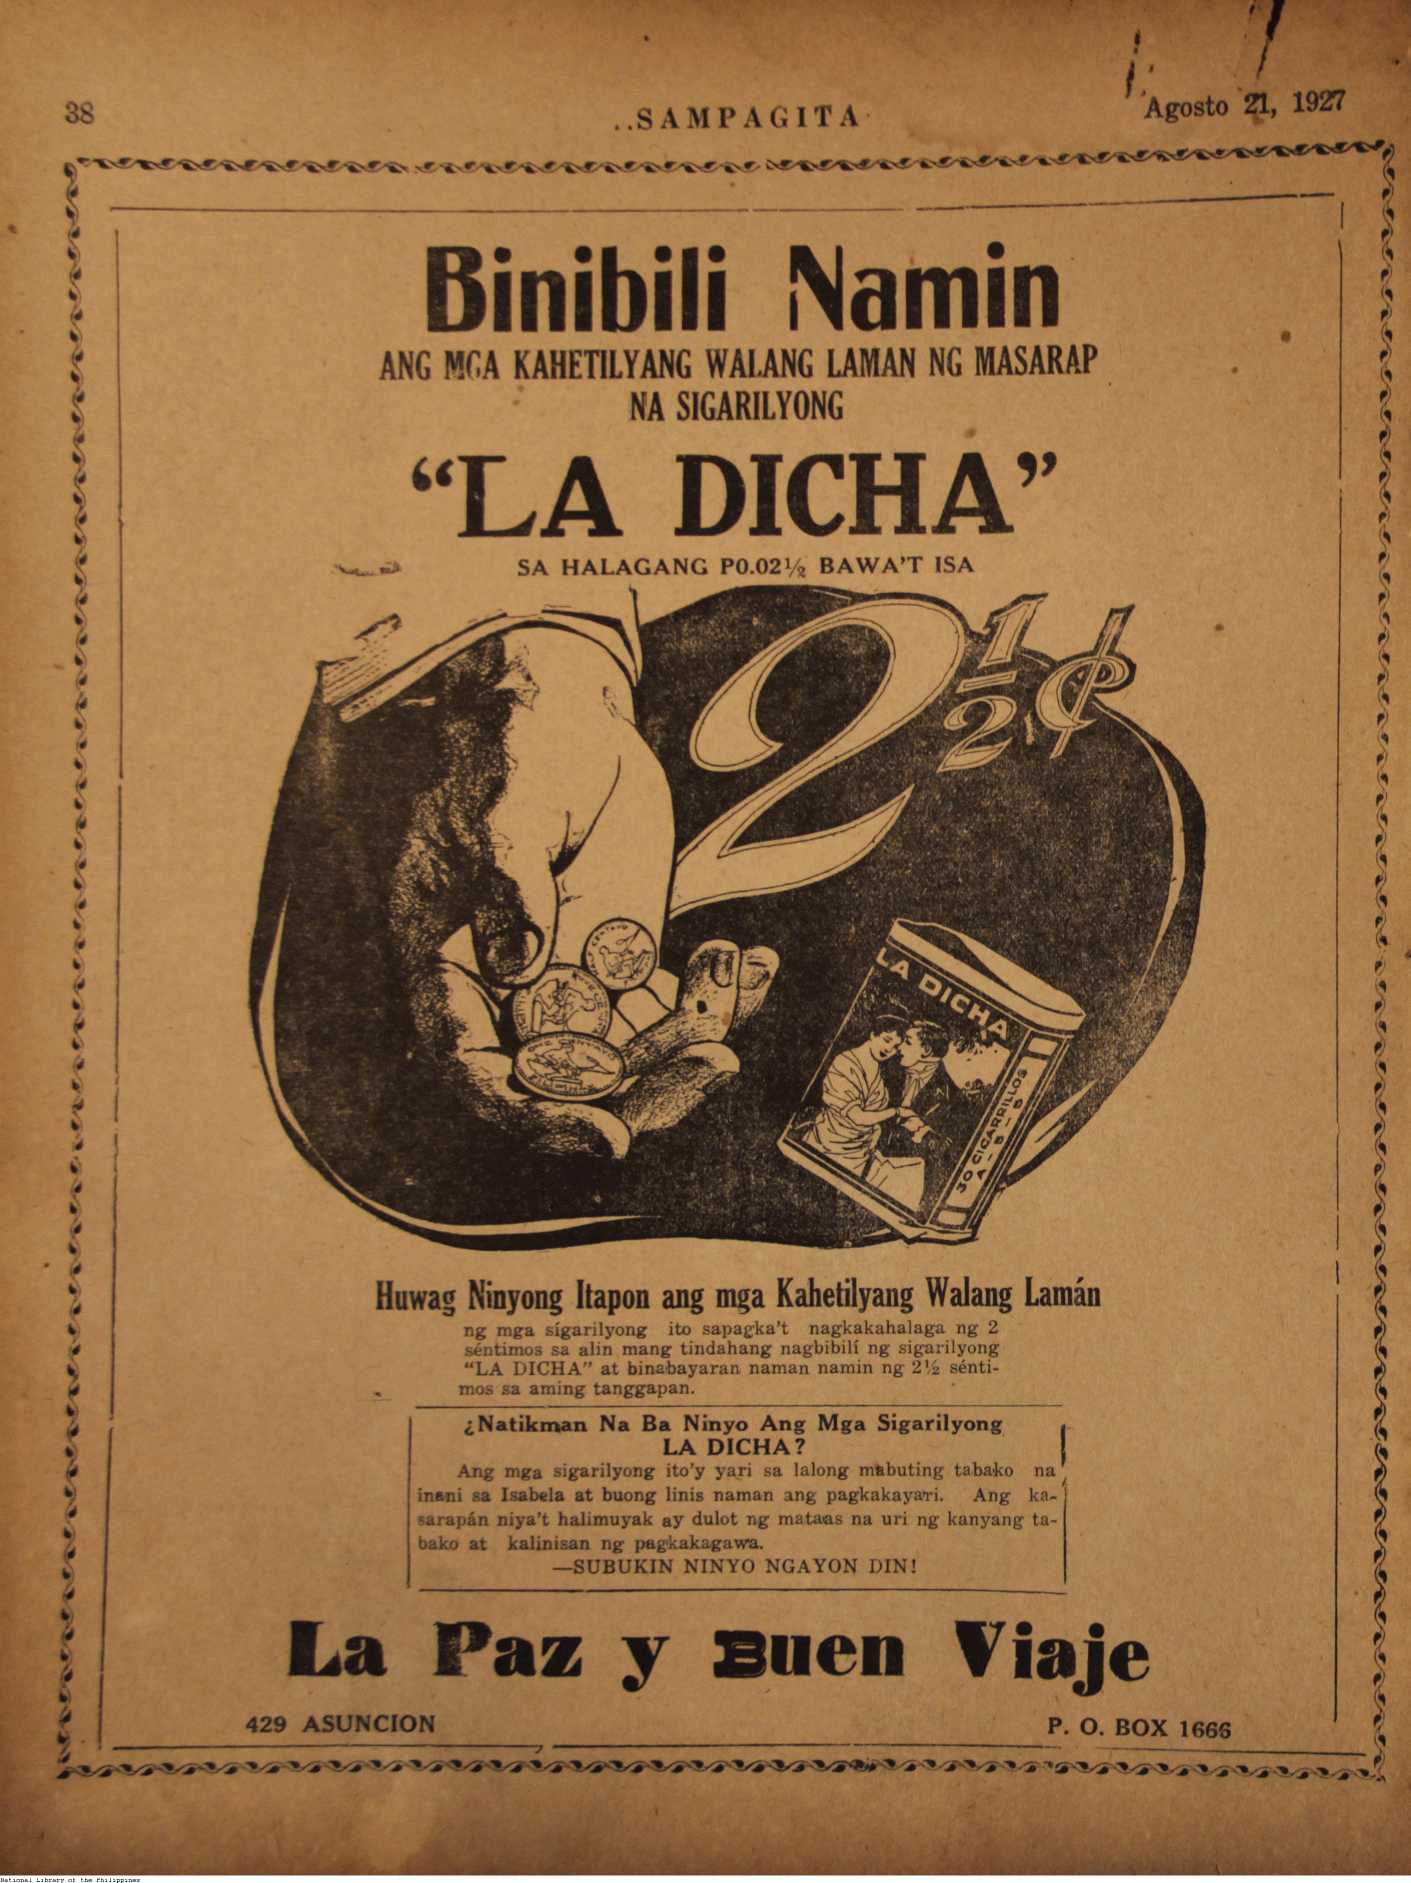 38
..SAMPAGITA
Agosto 21, 1927
Binibili Namin
ANG MGA KAHETILYANG WALANG LAMAN NG MASARAP
NA SIGARILYONG
“LA DICHA”
SA HALAGANG P0.02½ BAWA'T ISA
2½¢
LA DICHA
30 CIGARRILLOS
A-B-B
Huwag Ninyong Itapon ang mga Kahetilyang Walang Lamán
ng mga sigarilyong ito sapagka't nagkakahalaga ng 2
séntimos sa alin mang tindahang nagbibilí ng sigarilyong
“LA DICHA” at binabayaran naman namin ng 2½ sénti-
mos sa aming tanggapan.
¿Natikman Na Ba Ninyo Ang Mga Sigarilyong
LA DICHA?
Ang mga sigarilyong ito'y yari sa lalong mabuting tabako na
inani sa Isabela at buong linis naman ang pagkakayari. Ang ka-
sarapán niya't halimuyak ay dulot ng mataas na uri ng kanyang ta-
bako at kalinisan ng pagkakagawa.
—SUBUKIN NINYO NGAYON DIN!
La Paz y Buen Viaje
429 ASUNCION
P. O. BOX 1666
National Library of the Philippines